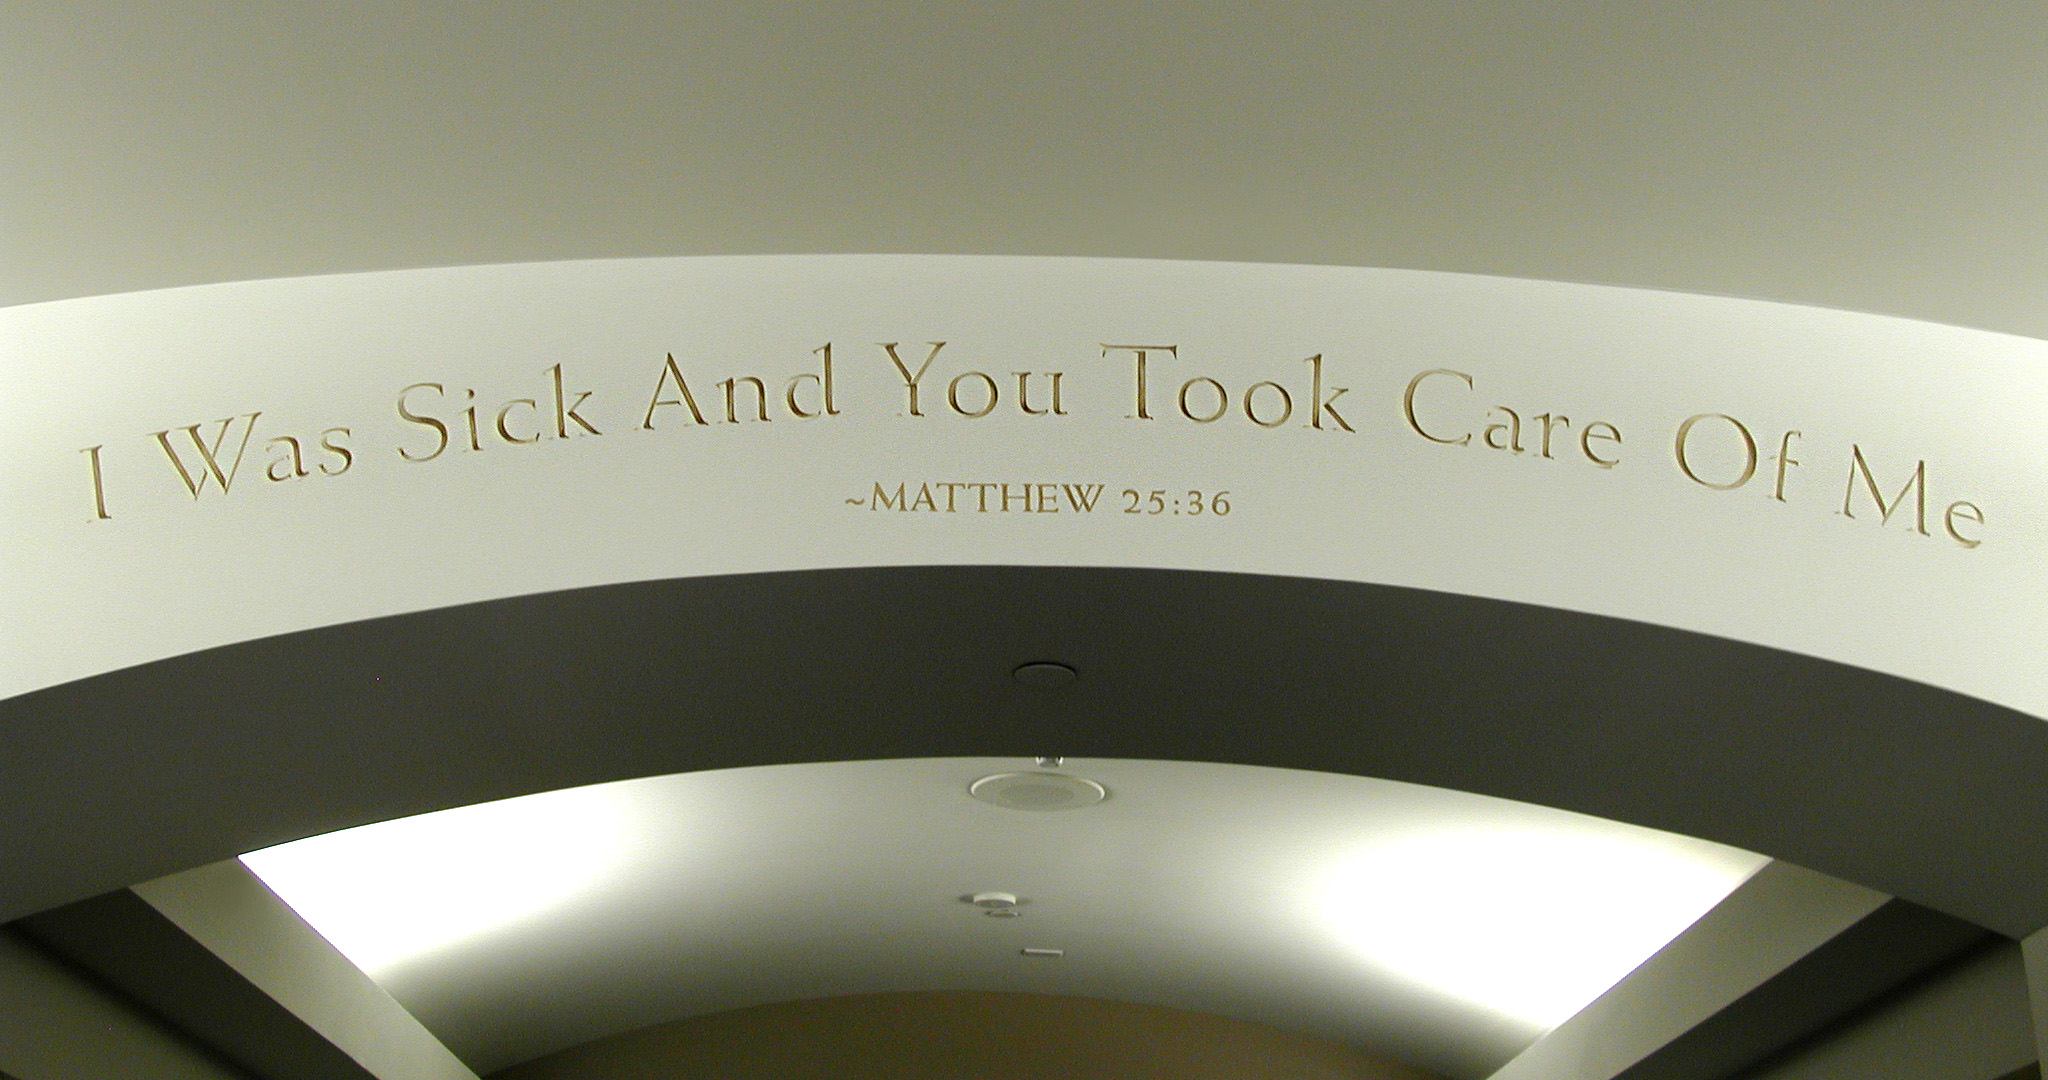 I Was Sick And You Took Care Of Me
~MATTHEW 25:36